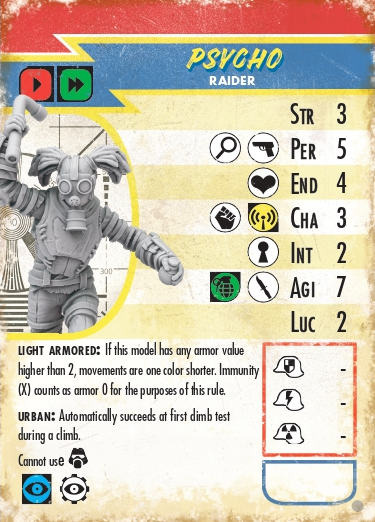 PSYCHO
RAIDER
STR 3
PER 5
END 4
CHA 3
INT 2
AGI 7
LUC 2
300
LIGHT ARMORED: If this model has any armor value
higher than 2, movements are one color shorter. Immunity
(X) counts as armor 0 for the purposes of this rule.
URBAN: Automatically succeeds at first climb test
during a climb.
Cannot use
-
-
-